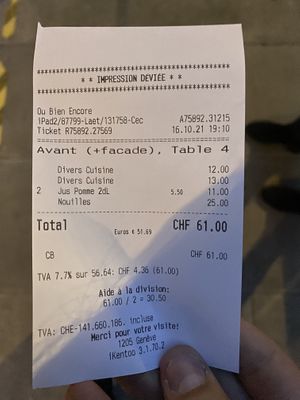 ****************************************
* * IMPRESSION DEVIÉE * *
****************************************
Ou Bien Encore
iPad2/87799-Laet/131758-Cec A75892.31215
Ticket R75892.27569 16.10.21 19:10
========================================
Avant (+facade), Table 4
Divers Cuisine 12.00
Divers Cuisine 13.00
2 Jus Pomme 2dL 5.50 11.00
Nouilles 25.00
Total CHF 61.00
Euros € 51.69
CB CHF 61.00
TVA 7.7% sur 56.64: CHF 4.36 (61.00)
Aide à la division:
61.00 / 2 = 30.50
TVA: CHE-141.660.186, incluse
Merci pour votre visite!
1205 Genève
iKentoo 3.1.70.2